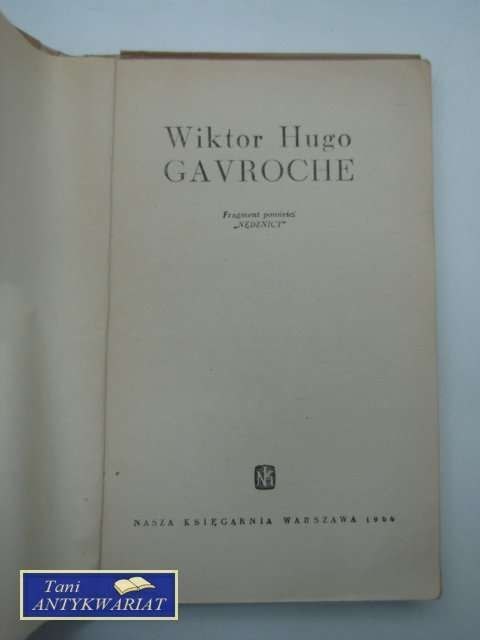 Wiktor Hugo
GAVROCHE
Fragment powieści
„NĘDZNICY”
NASZA KSIĘGARNIA WARSZAWA
Tani
ANTYKWARIAT